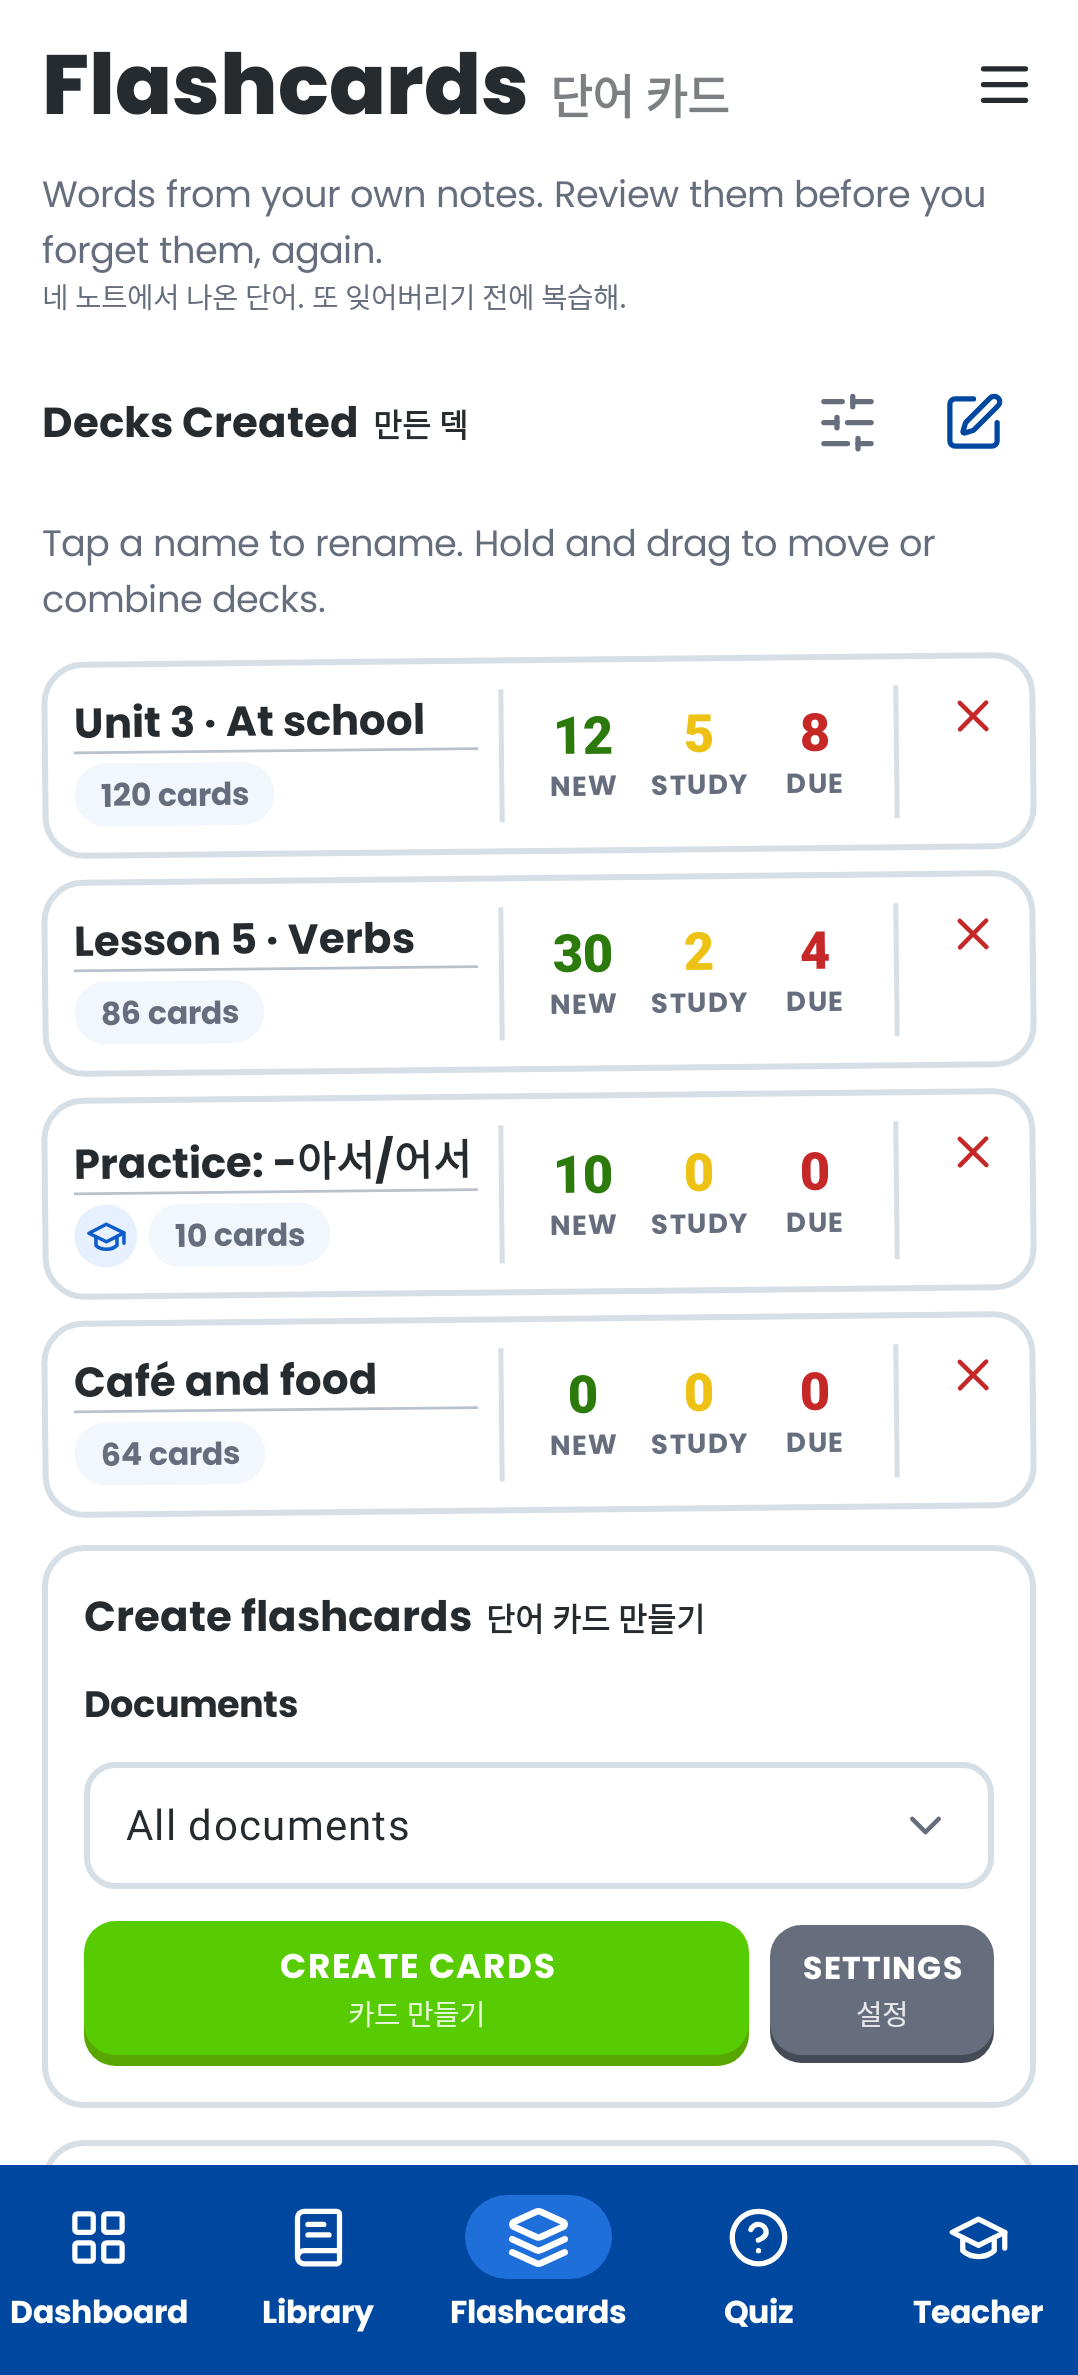 Flashcards 단어 카드
Words from your own notes. Review them before you
forget them, again.
네 노트에서 나온 단어. 또 잊어버리기 전에 복습해.
Decks Created 만든 덱
Tap a name to rename. Hold and drag to move or
combine decks.
Unit 3 · At school
120 cards
12 5 8
NEW STUDY DUE
Lesson 5 · Verbs
86 cards
30 2 4
NEW STUDY DUE
Practice: -아서/어서
10 cards
10 0 0
NEW STUDY DUE
Café and food
64 cards
0 0 0
NEW STUDY DUE
Create flashcards 단어 카드 만들기
Documents
All documents
CREATE CARDS
카드 만들기
SETTINGS
설정
Dashboard Library Flashcards Quiz Teacher